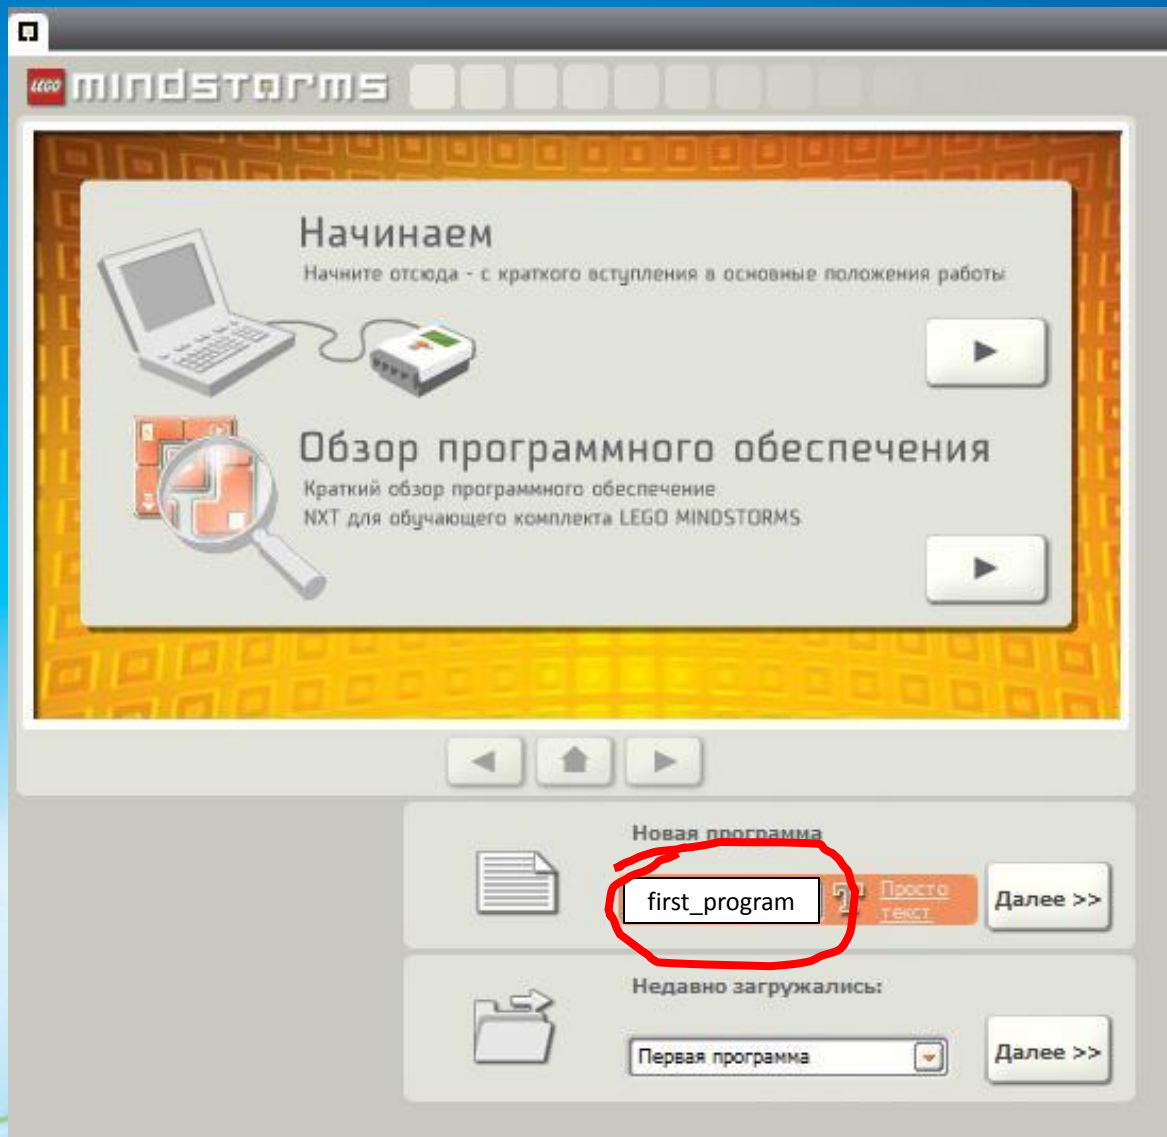 LEGO mindstorms
Начинаем
Начните отсюда - с краткого вступления в основные положения работы
Обзор программного обеспечения
Краткий обзор программного обеспечение
NXT для обучающего комплекта LEGO MINDSTORMS
Новая программа
first_program
Просто
текст
Далее >>
Недавно загружались:
Первая программа
Далее >>